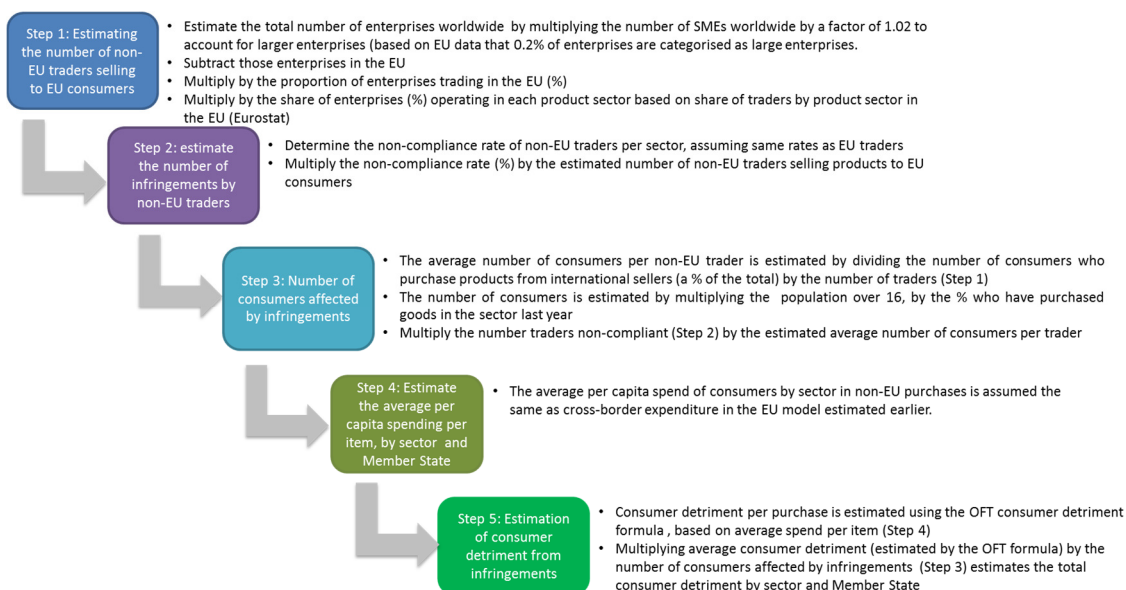 Step 1: Estimating
the number of non-
EU traders selling
to EU consumers
• Estimate the total number of enterprises worldwide by multiplying the number of SMEs worldwide by a factor of 1.02 to
account for larger enterprises (based on EU data that 0.2% of enterprises are categorised as large enterprises.
• Subtract those enterprises in the EU
• Multiply by the proportion of enterprises trading in the EU (%)
• Multiply by the share of enterprises (%) operating in each product sector based on share of traders by product sector in
the EU (Eurostat)
Step 2: estimate
the number of
infringements by
non-EU traders
• Determine the non-compliance rate of non-EU traders per sector, assuming same rates as EU traders
• Multiply the non-compliance rate (%) by the estimated number of non-EU traders selling products to EU
consumers
Step 3: Number of
consumers affected
by infringements
• The average number of consumers per non-EU trader is estimated by dividing the number of consumers who
purchase products from international sellers (a % of the total) by the number of traders (Step 1)
• The number of consumers is estimated by multiplying the population over 16, by the % who have purchased
goods in the sector last year
• Multiply the number traders non-compliant (Step 2) by the estimated average number of consumers per trader
Step 4: Estimate
the average per
capita spending per
item, by sector and
Member State
• The average per capita spend of consumers by sector in non-EU purchases is assumed the
same as cross-border expenditure in the EU model estimated earlier.
Step 5: Estimation
of consumer
detriment from
infringements
• Consumer detriment per purchase is estimated using the OFT consumer detriment
formula , based on average spend per item (Step 4)
• Multiplying average consumer detriment (estimated by the OFT formula) by the
number of consumers affected by infringements (Step 3) estimates the total
consumer detriment by sector and Member State